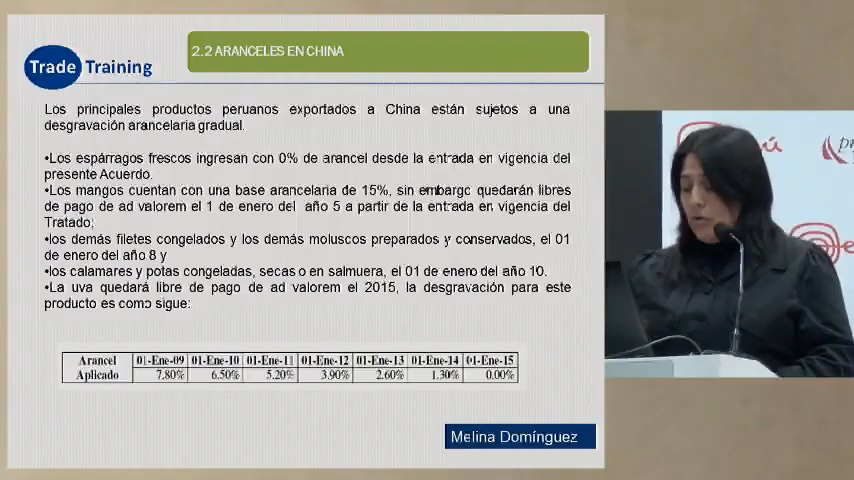 2.2 ARANCELES EN CHINA
Trade Training
Los principales productos peruanos exportados a China están sujetos a una
desgravación arancelaria gradual.
•Los espárragos frescos ingresan con 0% de arancel desde la entrada en vigencia del
presente Acuerdo.
•Los mangos cuentan con una base arancelaria de 15%, sin embargo quedarán libres
de pago de ad valorem el 1 de enero del año 5 a partir de la entrada en vigencia del
Tratado;
•los demás filetes congelados y los demás moluscos preparados y conservados, el 01
de enero del año 8 y
•los calamares y potas congeladas, secas o en salmuera, el 01 de enero del año 10.
•La uva quedará libre de pago de ad valorem el 2015, la desgravación para este
producto es como sigue:
Arancel 01-Ene-09 01-Ene-10 01-Ene-11 01-Ene-12 01-Ene-13 01-Ene-14 01-Ene-15
Aplicado 7.80% 6.50% 5.20% 3.90% 2.60% 1.30% 0.00%
Melina Domínguez